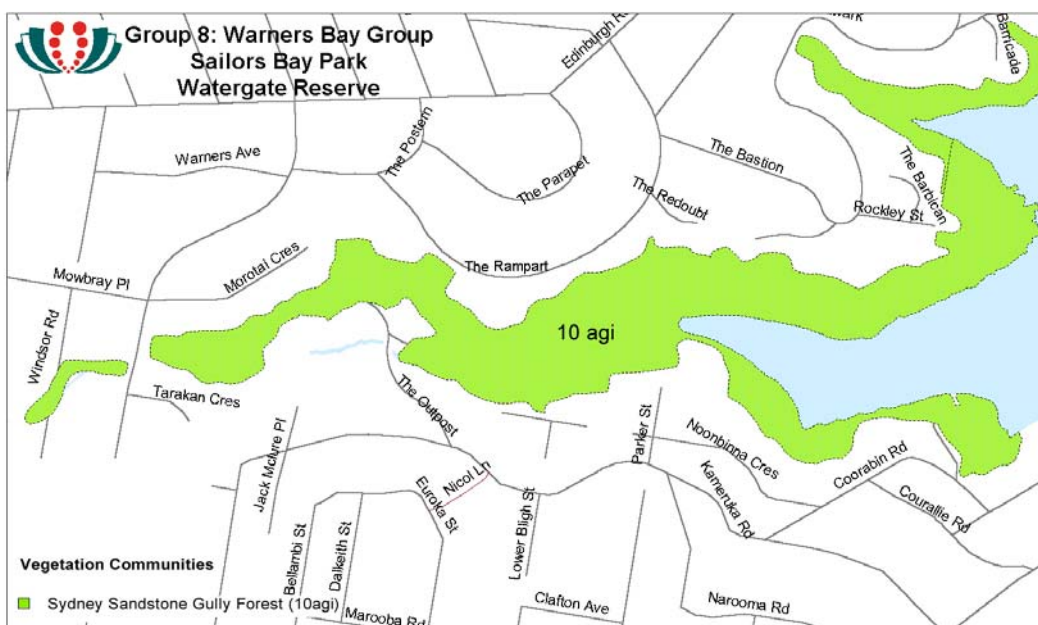 Group 8: Warners Bay Group
Sailors Bay Park
Watergate Reserve
Edinburgh R
Barricade
The Postern
Warners Ave
The Parapet
The Bastion
The Redoubt
The Barbican
Rockley St
Morotai Cres
The Rampart
Mowbray Pl
Windsor Rd
10 agi
Tarakan Cres
The Outpost
Jack McIvre Pl
Parker St
Noonbinna Cres
Coorabin Rd
Nicol Ln
Euroka St
Kameruka Rd
Courallie Rd
Lower Bligh St
Bellambi St
Dalkeith St
Vegetation Communities
Sydney Sandstone Gully Forest (10agi)
Marooba Rd
Clafton Ave
Narooma Rd